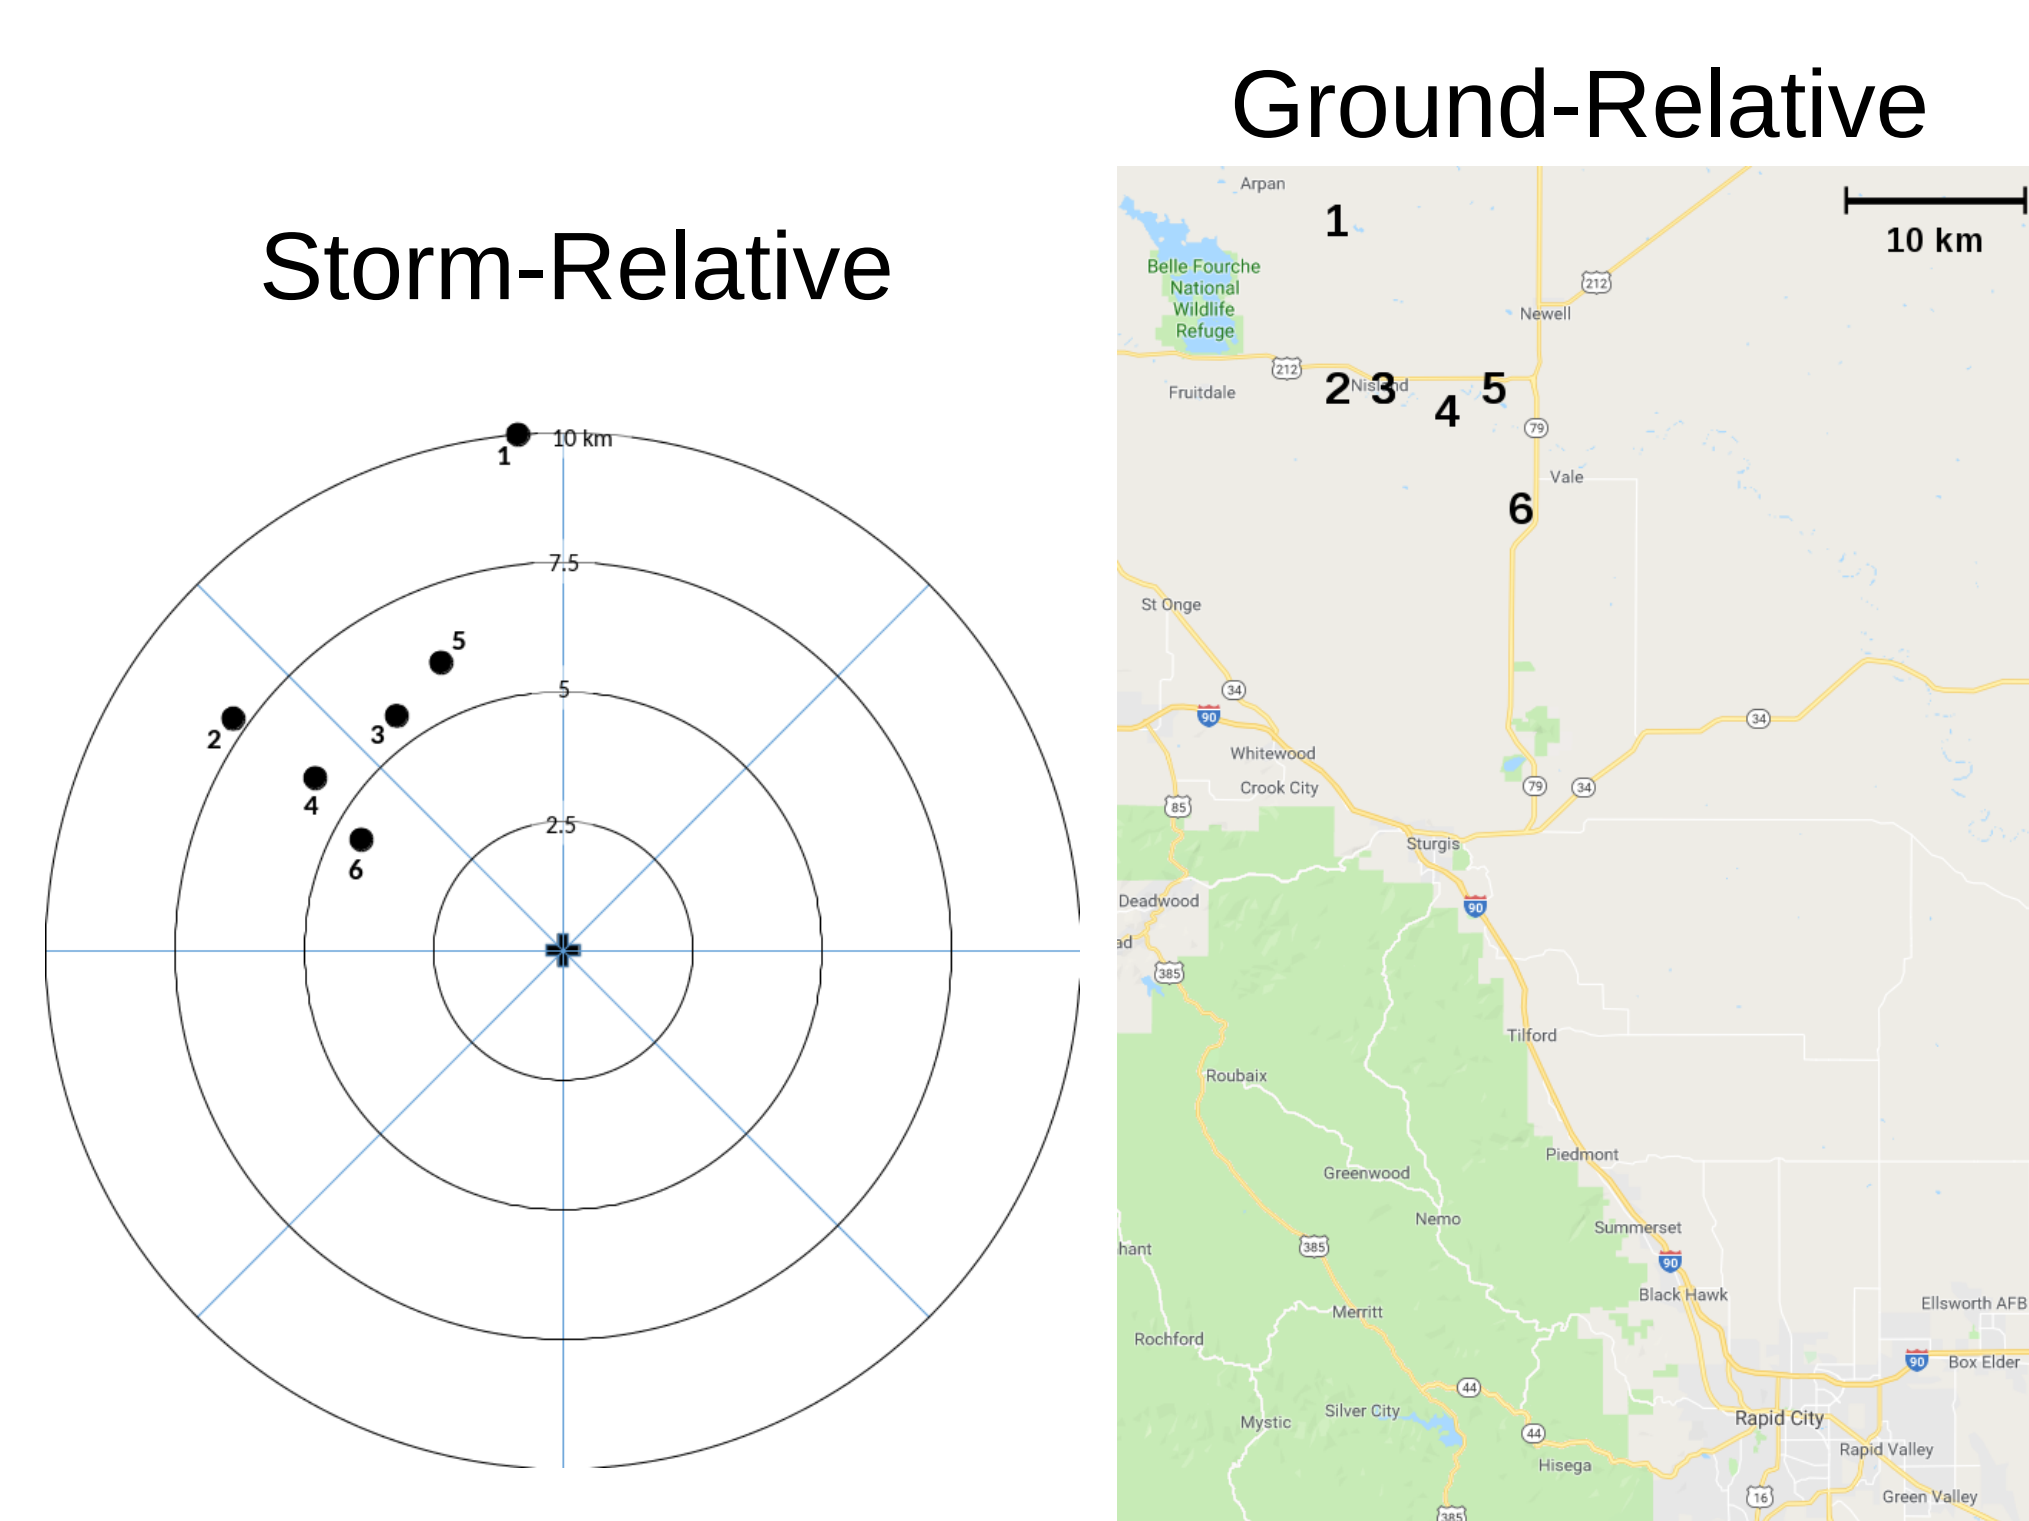 Ground-Relative
Storm-Relative
10 km
1
7.5
5
5
2
3
4
2.5
6
Arpan
1
10 km
Belle Fourche
National
Wildlife
Refuge
212
Newell
212
Fruitdale
2
3
4
5
79
Vale
6
St Onge
34
90
34
Whitewood
Crook City
79
34
85
Sturgis
Deadwood
90
ad
385
Tilford
Roubaix
Piedmont
Greenwood
Nemo
Summerset
hant
385
90
Black Hawk
Ellsworth AFB
Merritt
Rochford
90
Box Elder
44
Silver City
Mystic
Rapid City
44
Rapid Valley
Hisega
16
Green Valley
385